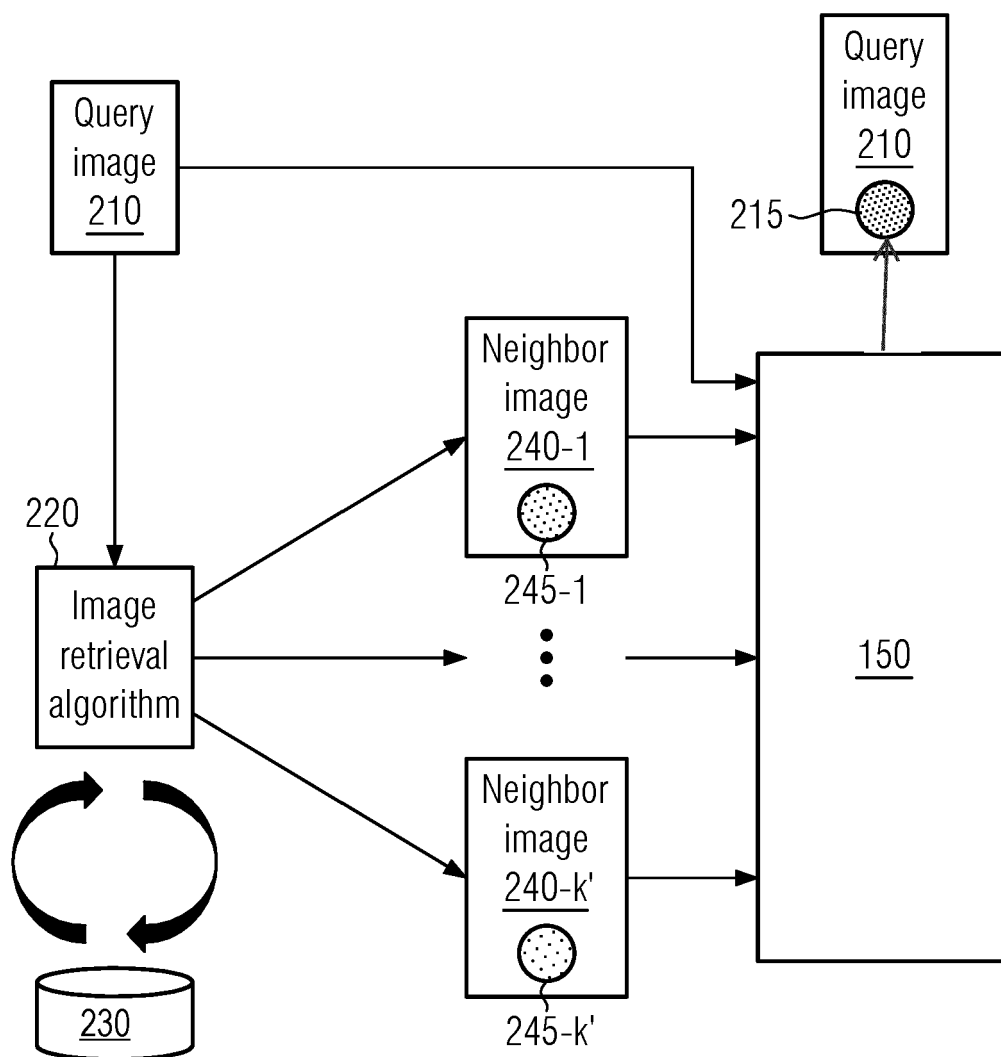 Query
image
210
Query
image
210
215
Neighbor
image
240-1
245-1
220
Image
retrieval
algorithm
150
Neighbor
image
240-k'
245-k'
230